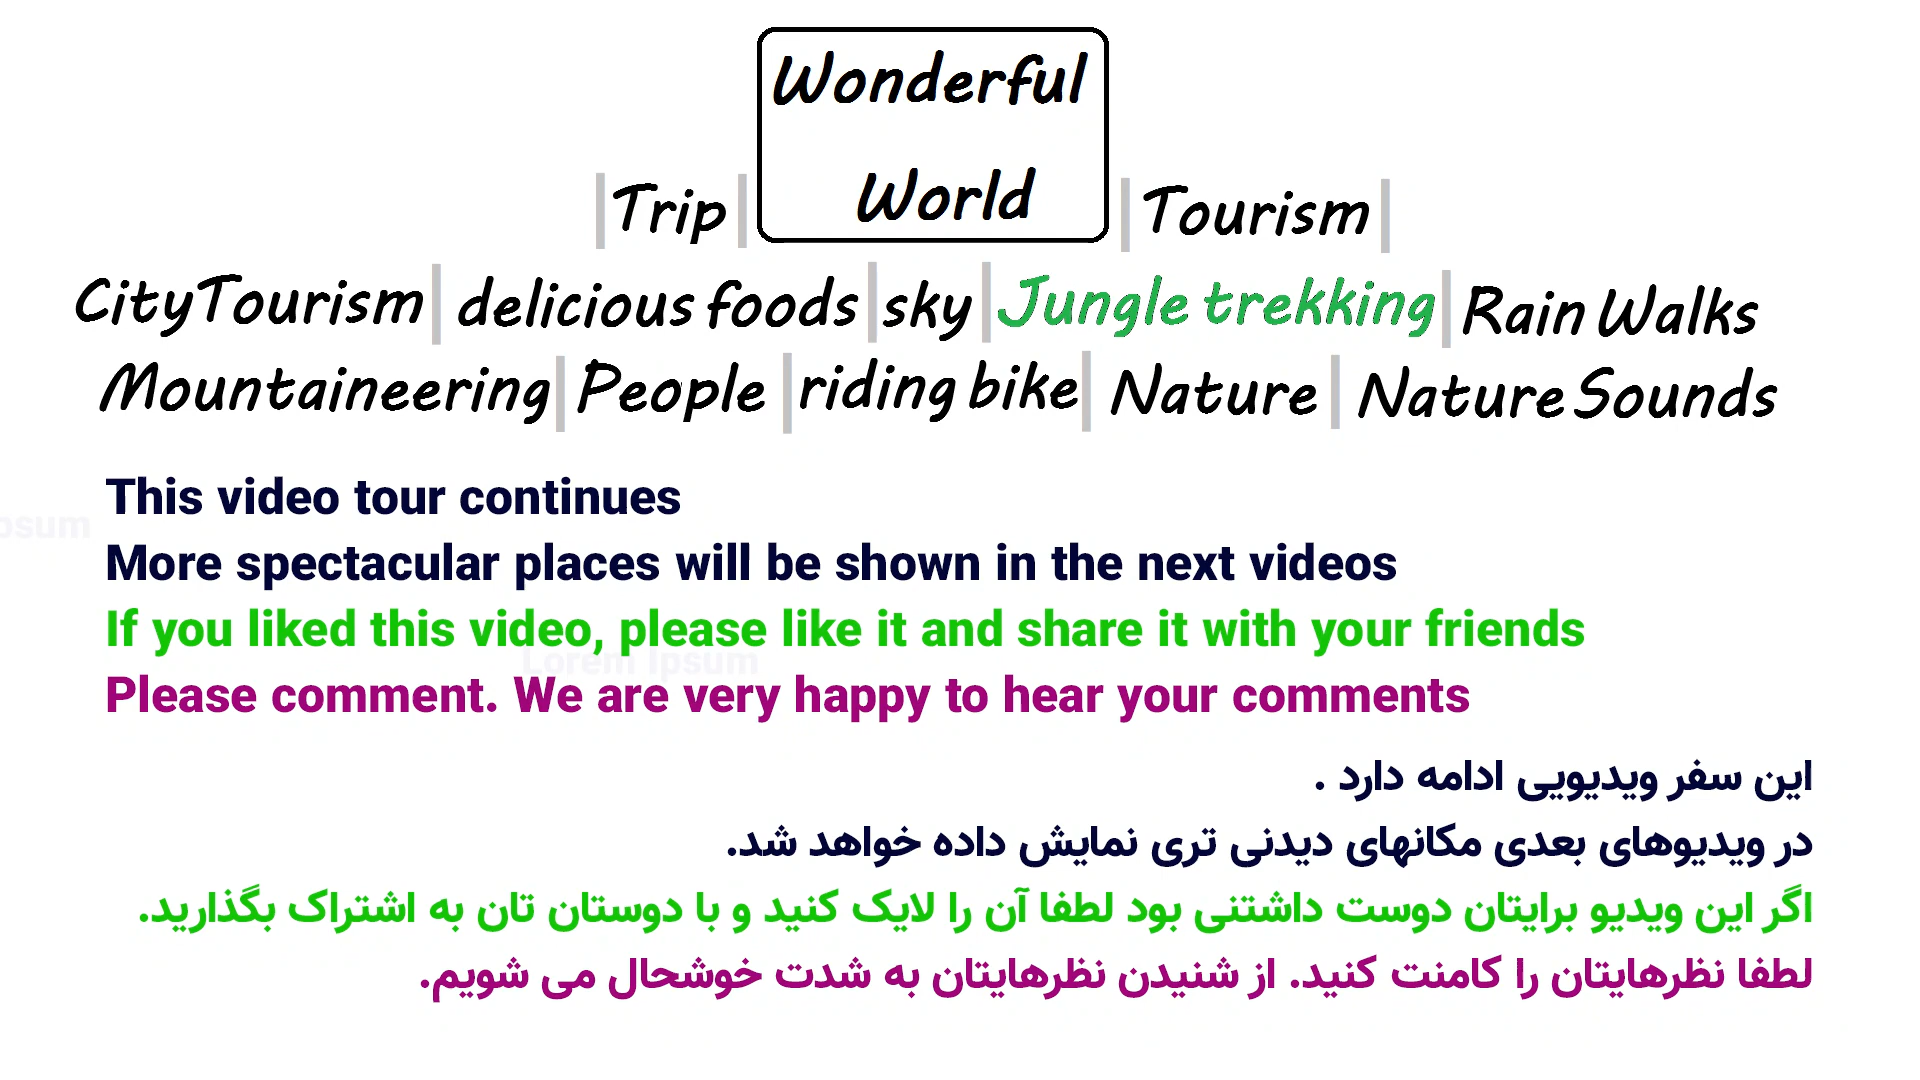 Wonderful
World
|Trip| |Tourism|
CityTourism| delicious foods|sky|Jungle trekking|Rain Walks
Mountaineering|People |riding bike| Nature | Nature Sounds
This video tour continues
psum
More spectacular places will be shown in the next videos
If you liked this video, please like it and share it with your friends
Lorem Ipsum
Please comment. We are very happy to hear your comments
این سفر ویدیویی ادامه دارد .
در ویدیوهای بعدی مکانهای دیدنی تری نمایش داده خواهد شد.
اگر این ویدیو برایتان دوست داشتنی بود لطفا آن را لایک کنید و با دوستان تان به اشتراک بگذارید.
لطفا نظرهایتان را کامنت کنید. از شنیدن نظرهایتان به شدت خوشحال می شویم.